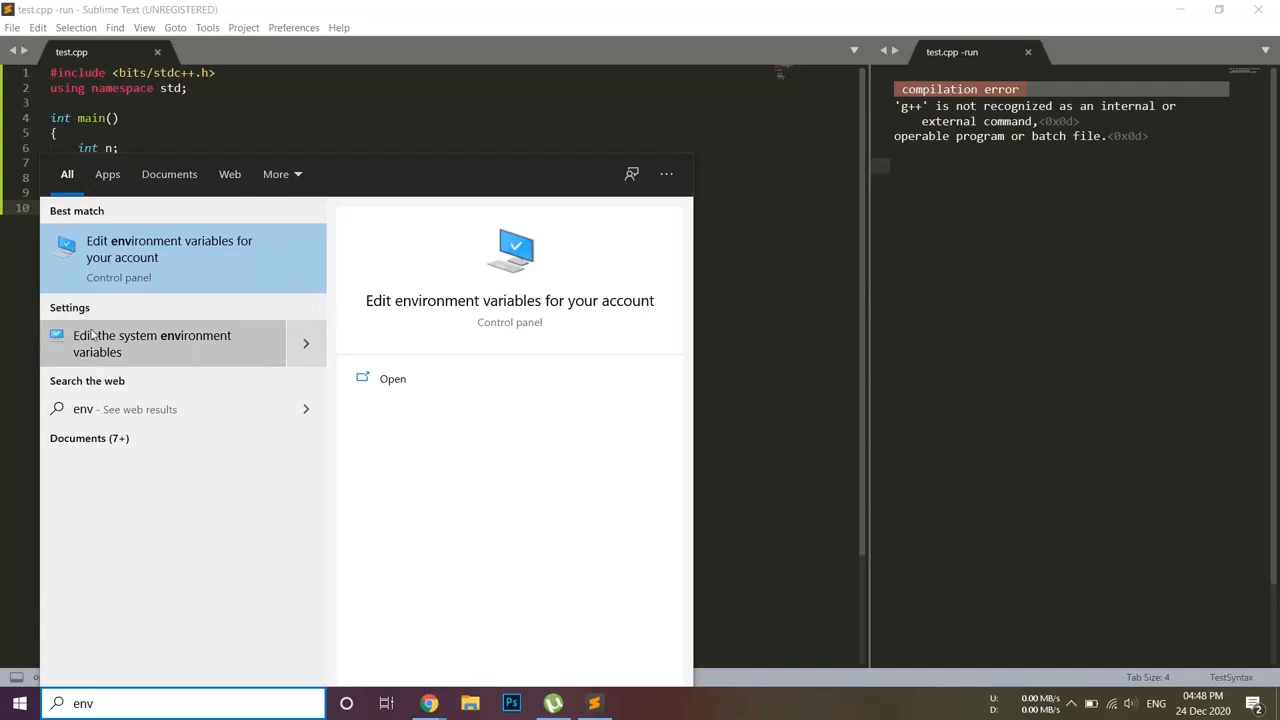 test.cpp -run - Sublime Text (UNREGISTERED)
File Edit Selection Find View Goto Tools Project Preferences Help
test.cpp
test.cpp -run
1 #include <bits/stdc++.h>
2 using namespace std;
3
4 int main()
5 {
6 int n;
7
8
9
10
compilation error
'g++' is not recognized as an internal or
external command,<0x0d>
operable program or batch file.<0x0d>
All Apps Documents Web More
Best match
Edit environment variables for
your account
Control panel
Settings
Edit the system environment
variables
Search the web
env - See web results
Documents (7+)
Edit environment variables for your account
Control panel
Open
Tab Size: 4 TestSyntax
env
Ps
U: 0.00 MB/s
D: 0.00 MB/s
ENG
04:48 PM
24 Dec 2020
2